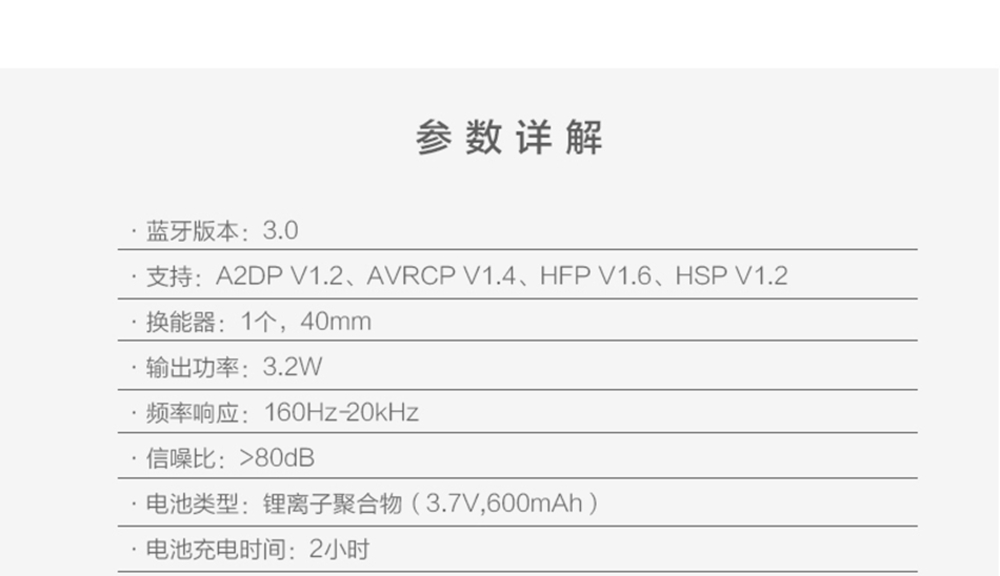 参数详解
·蓝牙版本：3.0
·支持：A2DP V1.2、AVRCP V1.4、HFP V1.6、HSP V1.2
·换能器：1个，40mm
·输出功率：3.2W
·频率响应：160Hz-20kHz
·信噪比：>80dB
·电池类型：锂离子聚合物（3.7V,600mAh）
·电池充电时间：2小时